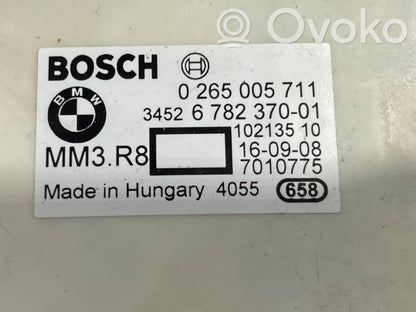 Ovoko
BOSCH 0 265 005 711
BMW 3452 6 782 370-01
102135 10
MM3.R8 16-09-08
7010775
Made in Hungary 4055 658